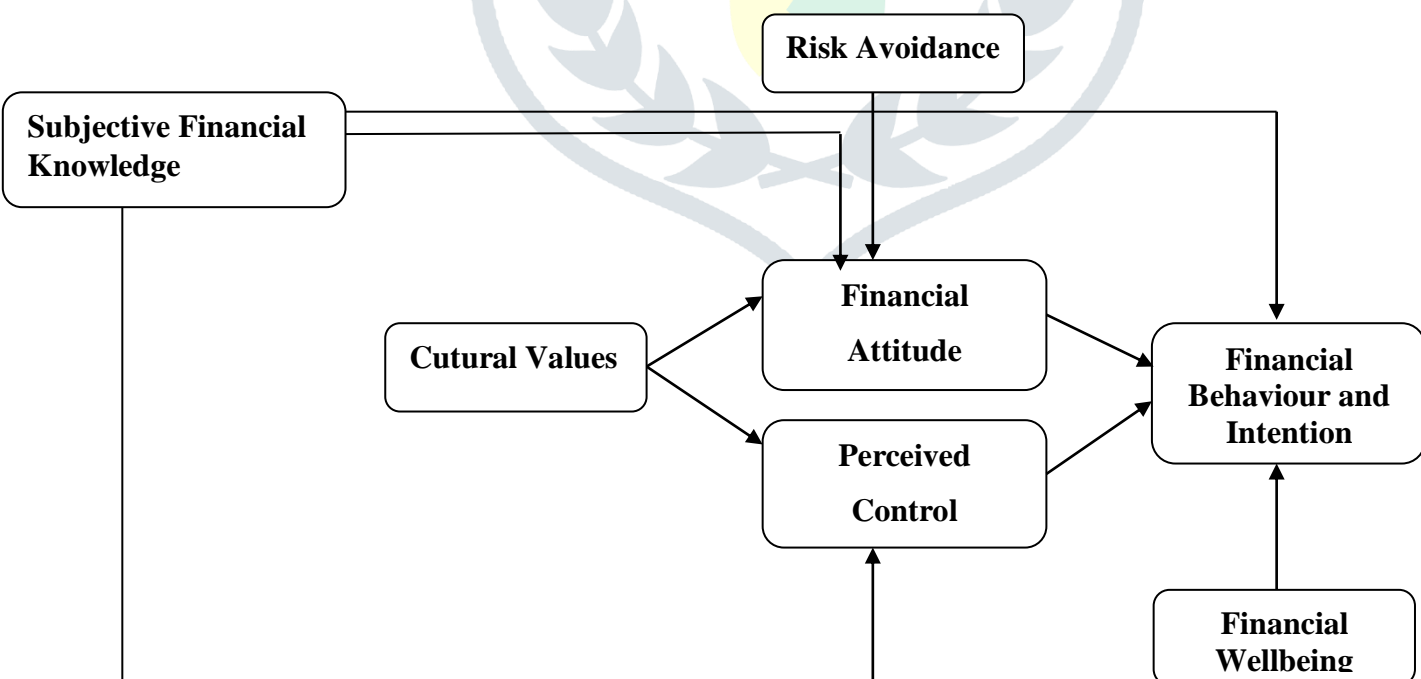 Risk Avoidance
Subjective Financial
Knowledge
Financial
Attitude
Cutural Values
Financial
Behaviour and
Intention
Perceived
Control
Financial
Wellbeing